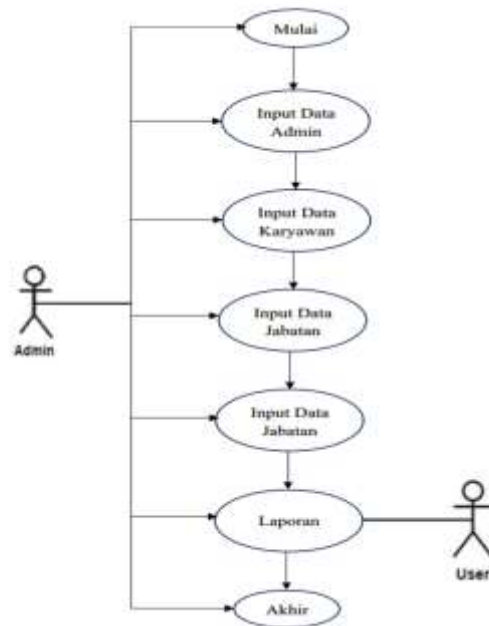 Mulai
Input Data
Admin
Input Data
Karyawan
Admin
Input Data
Jabatan
Input Data
Jabatan
Laporan
User
Akhir